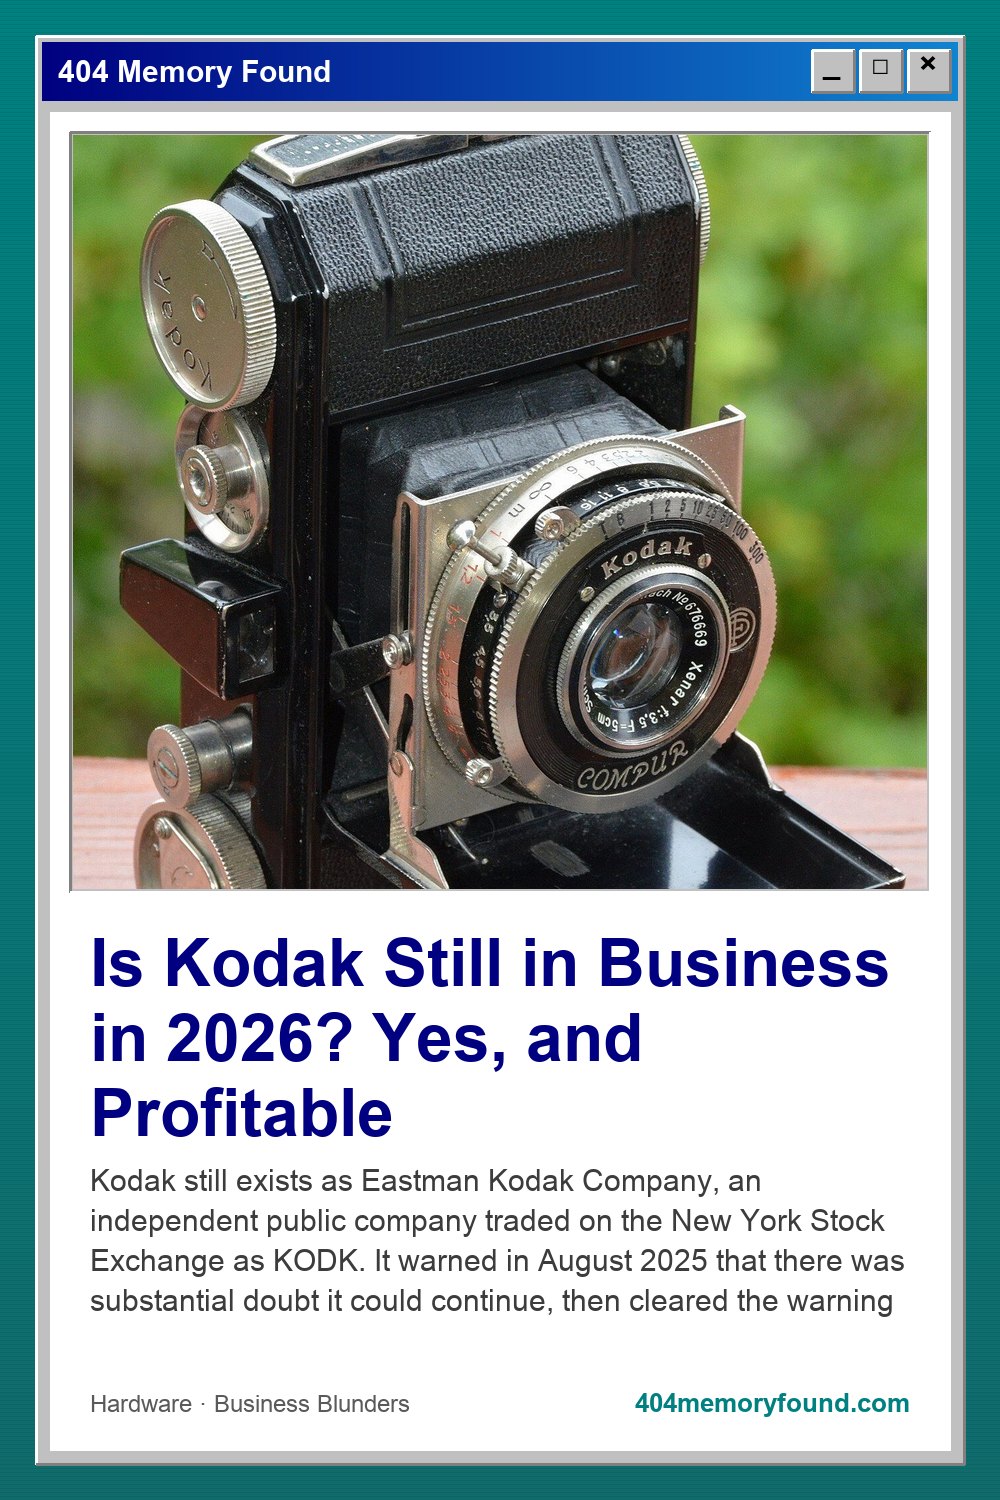 404 Memory Found
Kodak
Kodak
COMPUR
Xenar f:3,5 F=5cm
Nº 676669
Is Kodak Still in Business
in 2026? Yes, and
Profitable
Kodak still exists as Eastman Kodak Company, an
independent public company traded on the New York Stock
Exchange as KODK. It warned in August 2025 that there was
substantial doubt it could continue, then cleared the warning
Hardware · Business Blunders
404memoryfound.com